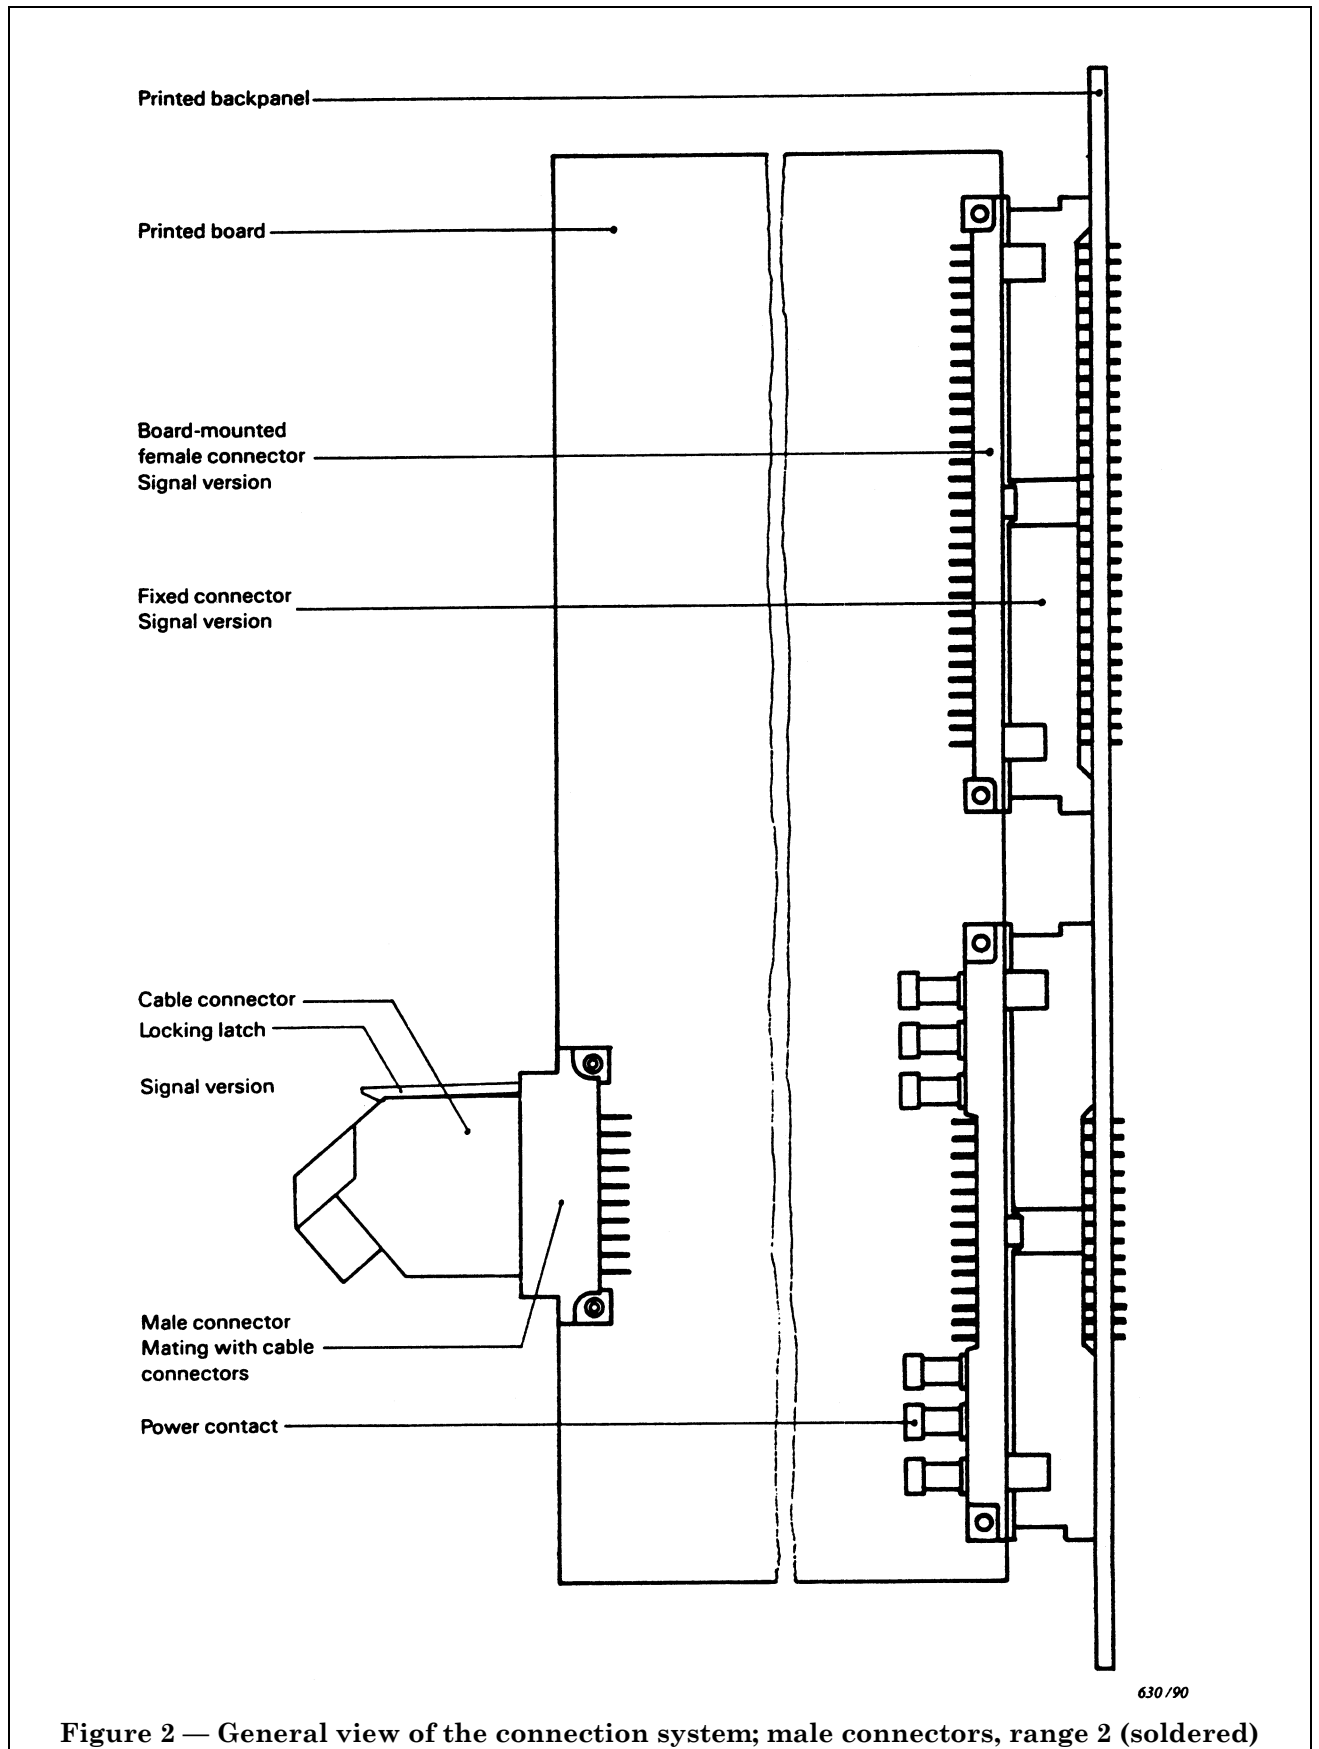 Printed backpanel
Printed board
Board-mounted
female connector
Signal version
Fixed connector
Signal version
Cable connector
Locking latch
Signal version
Male connector
Mating with cable
connectors
Power contact
630/90
Figure 2 — General view of the connection system; male connectors, range 2 (soldered)